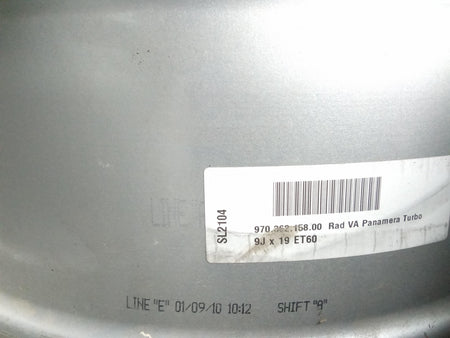 LINE
SL2104
970.362.158.00 Rad VA Panamera Turbo
9J x 19 ET60
LINE "E" 01/09/10 10:12 SHIFT "A"